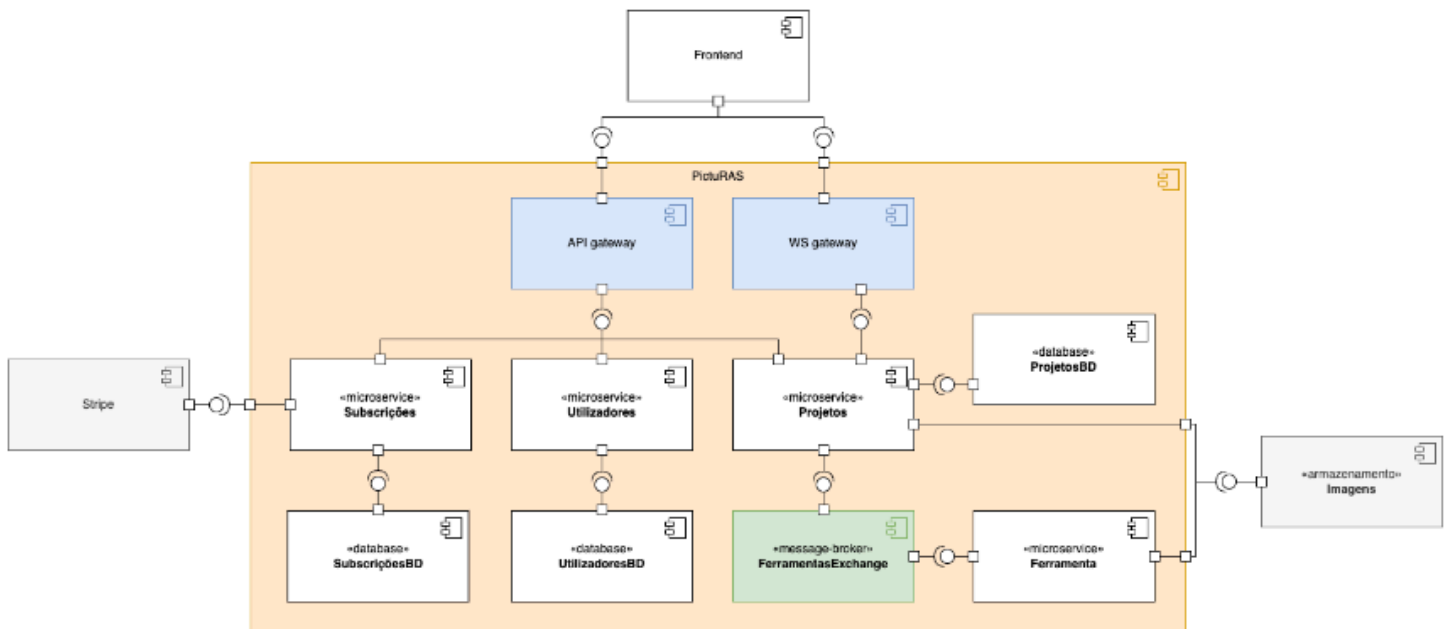 Frontend
PictuRAS
API gateway
WS gateway
«database»
ProjetosBD
Stripe
«microservice»
Subscrições
«microservice»
Utilizadores
«microservice»
Projetos
«armazenamento»
Imagens
«database»
SubscriçõesBD
«database»
UtilizadoresBD
«message-broker»
FerramentasExchange
«microservice»
Ferramenta